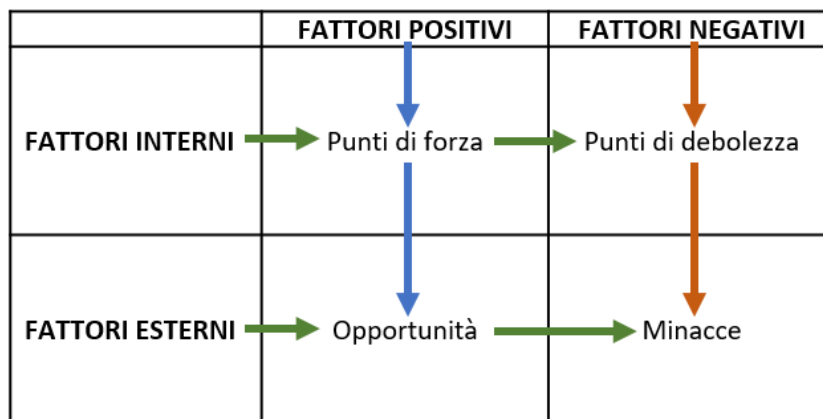 FATTORI POSITIVI FATTORI NEGATIVI
FATTORI INTERNI Punti di forza Punti di debolezza
FATTORI ESTERNI Opportunità Minacce